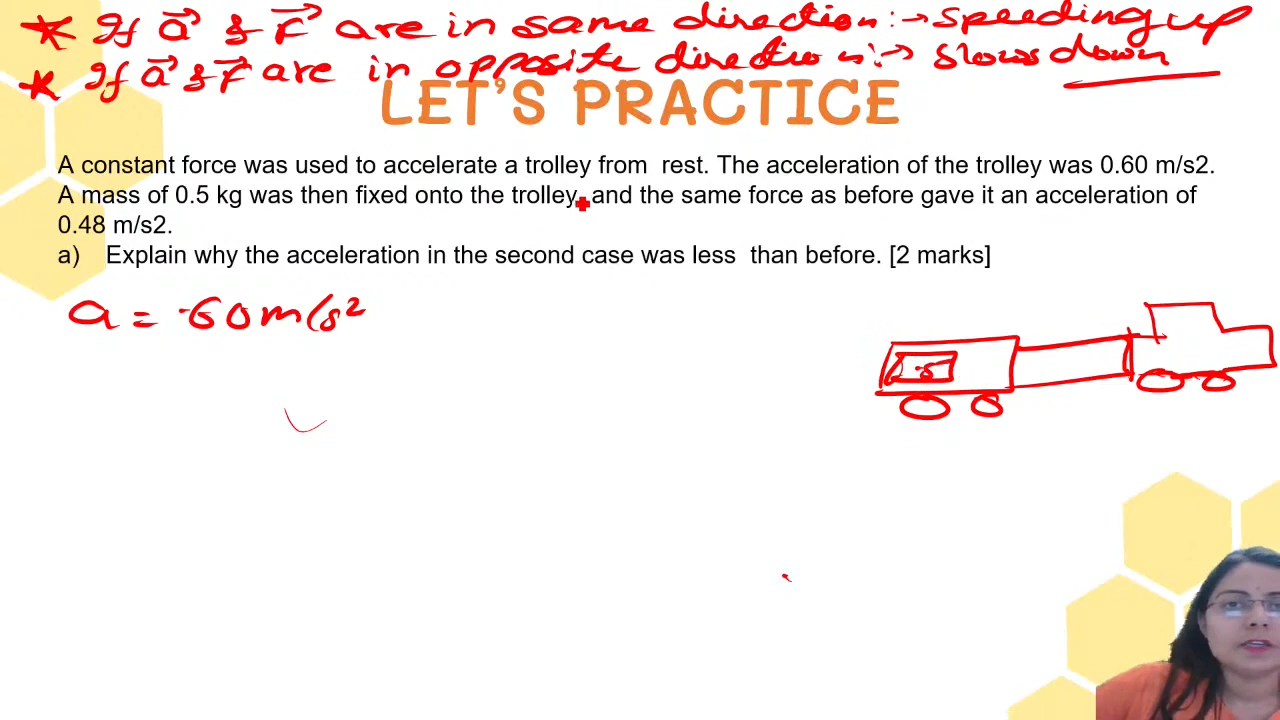 * If a⃗ & F⃗ are in same direction :→ speeding up
* If a⃗ & F⃗ are in opposite direction :→ slows down
LET'S PRACTICE
A constant force was used to accelerate a trolley from rest. The acceleration of the trolley was 0.60 m/s2.
A mass of 0.5 kg was then fixed onto the trolley, and the same force as before gave it an acceleration of
0.48 m/s2.
a) Explain why the acceleration in the second case was less than before. [2 marks]
a = .60 m/s²